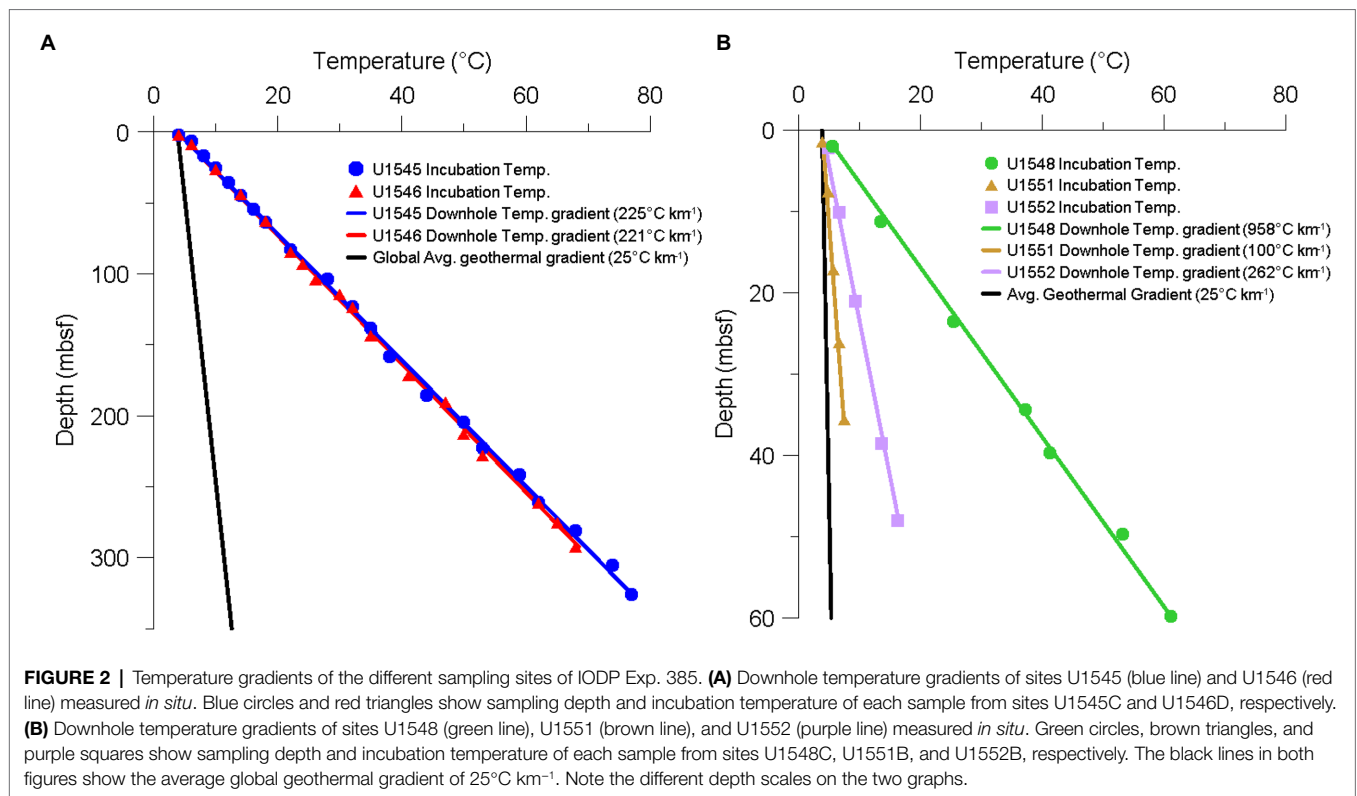 A
Temperature (°C)
0 20 40 60 80
0
100
200
300
Depth (mbsf)
U1545 Incubation Temp.
U1546 Incubation Temp.
U1545 Downhole Temp. gradient (225°C km⁻¹)
U1546 Downhole Temp. gradient (221°C km⁻¹)
Global Avg. geothermal gradient (25°C km⁻¹)
B
Temperature (°C)
0 20 40 60 80
0
20
40
60
Depth (mbsf)
U1548 Incubation Temp.
U1551 Incubation Temp.
U1552 Incubation Temp.
U1548 Downhole Temp. gradient (958°C km⁻¹)
U1551 Downhole Temp. gradient (100°C km⁻¹)
U1552 Downhole Temp. gradient (262°C km⁻¹)
Avg. Geothermal Gradient (25°C km⁻¹)
FIGURE 2 | Temperature gradients of the different sampling sites of IODP Exp. 385. (A) Downhole temperature gradients of sites U1545 (blue line) and U1546 (red
line) measured in situ. Blue circles and red triangles show sampling depth and incubation temperature of each sample from sites U1545C and U1546D, respectively.
(B) Downhole temperature gradients of sites U1548 (green line), U1551 (brown line), and U1552 (purple line) measured in situ. Green circles, brown triangles, and
purple squares show sampling depth and incubation temperature of each sample from sites U1548C, U1551B, and U1552B, respectively. The black lines in both
figures show the average global geothermal gradient of 25°C km⁻¹. Note the different depth scales on the two graphs.